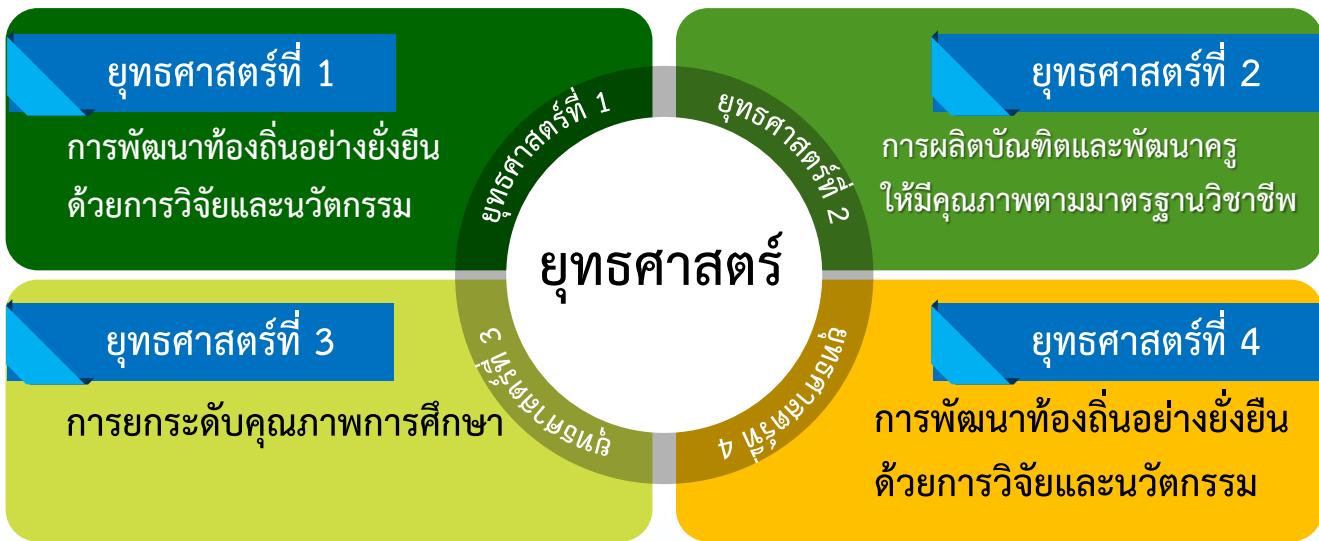 ยุทธศาสตร์ที่ 1
การพัฒนาท้องถิ่นอย่างยั่งยืน
ด้วยการวิจัยและนวัตกรรม
ยุทธศาสตร์ที่ 2
การผลิตบัณฑิตและพัฒนาครู
ให้มีคุณภาพตามมาตรฐานวิชาชีพ
ยุทธศาสตร์ที่ 1
ยุทธศาสตร์ที่ 2
ยุทธศาสตร์
ยุทธศาสตร์ที่ 3
ยุทธศาสตร์ที่ 4
ยุทธศาสตร์ที่ 3
การยกระดับคุณภาพการศึกษา
ยุทธศาสตร์ที่ 4
การพัฒนาท้องถิ่นอย่างยั่งยืน
ด้วยการวิจัยและนวัตกรรม